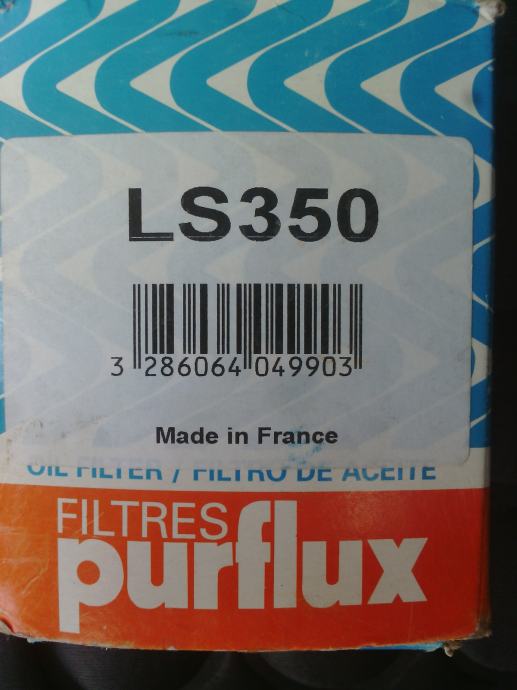 LS350
3 286064 049903
Made in France
OIL FILTER / FILTRO DE ACEITE
FILTRES
purflux